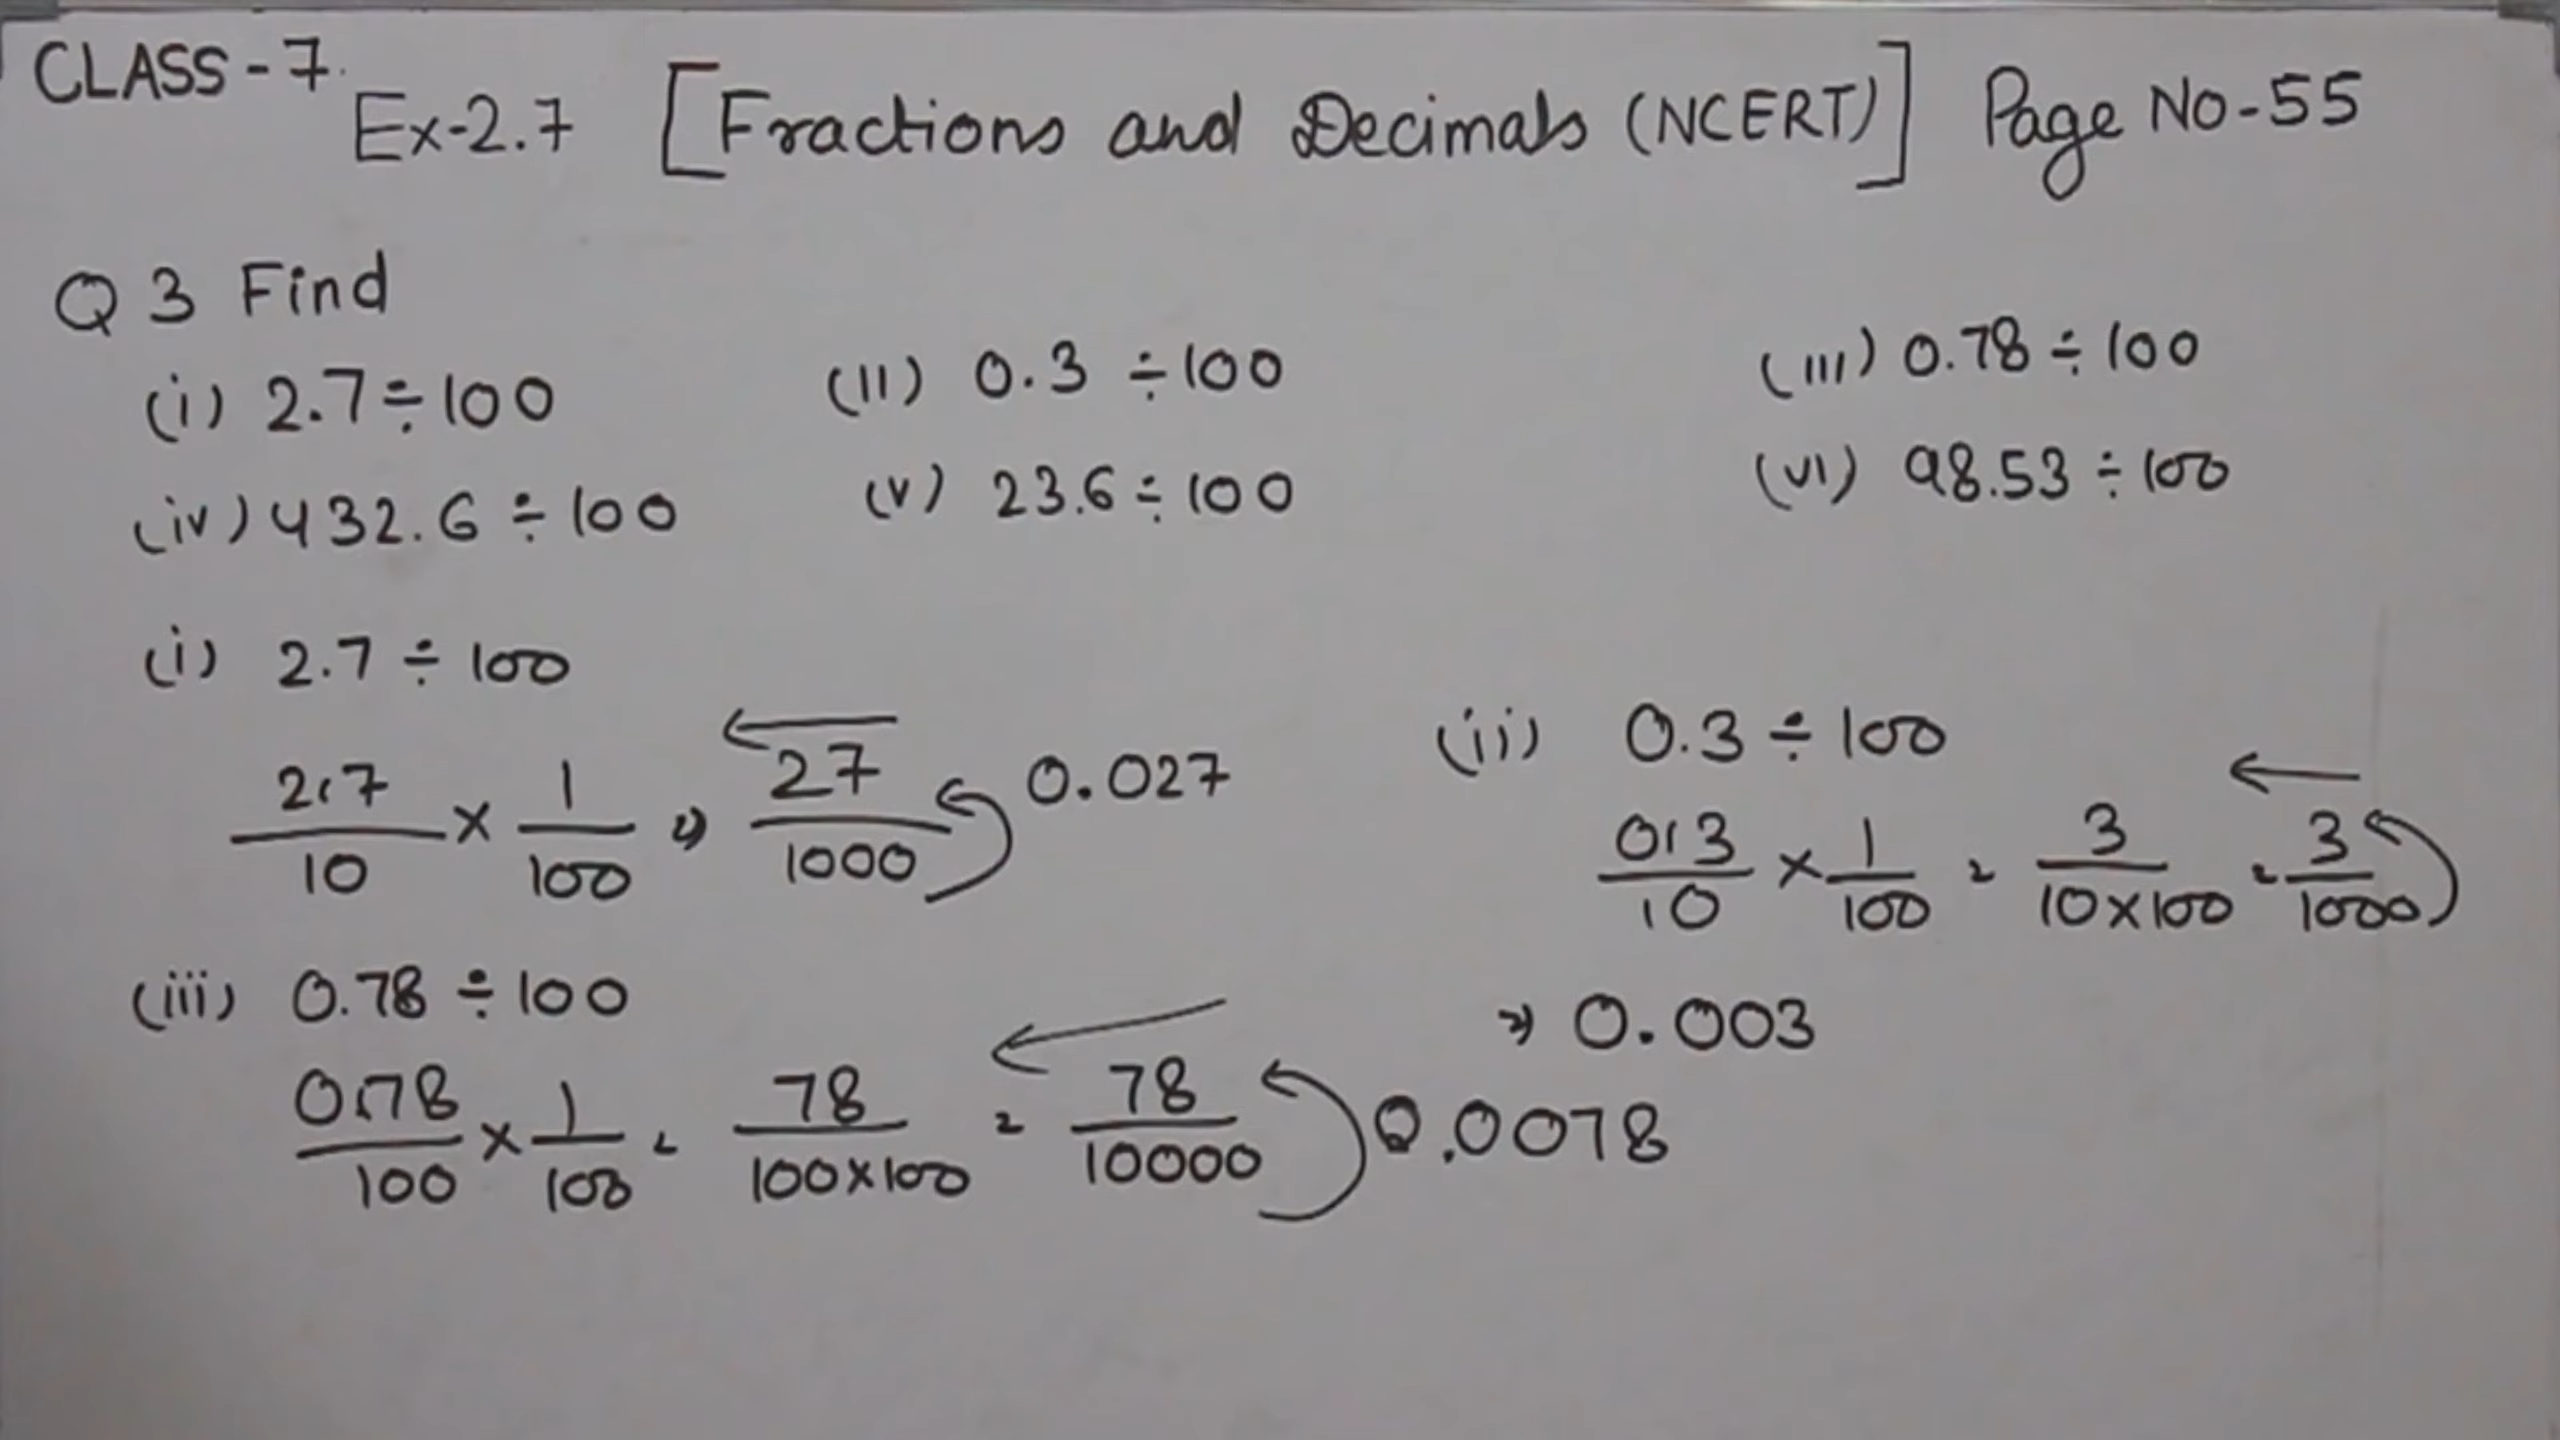 CLASS - 7.
Ex-2.7 [Fractions and Decimals (NCERT)] Page No-55
Q 3 Find
(i) 2.7 ÷ 100 (II) 0.3 ÷ 100 (III) 0.78 ÷ 100
(iv) 432.6 ÷ 100 (v) 23.6 ÷ 100 (VI) 98.53 ÷ 100
(i) 2.7 ÷ 100
2.7/10 × 1/100 ⇒ 27/1000 0.027
(ii) 0.3 ÷ 100
0.3/10 × 1/100 = 3/10×100 = 3/1000
⇒ 0.003
(iii) 0.78 ÷ 100
0.78/100 × 1/100 = 78/100×100 = 78/10000 0.0078